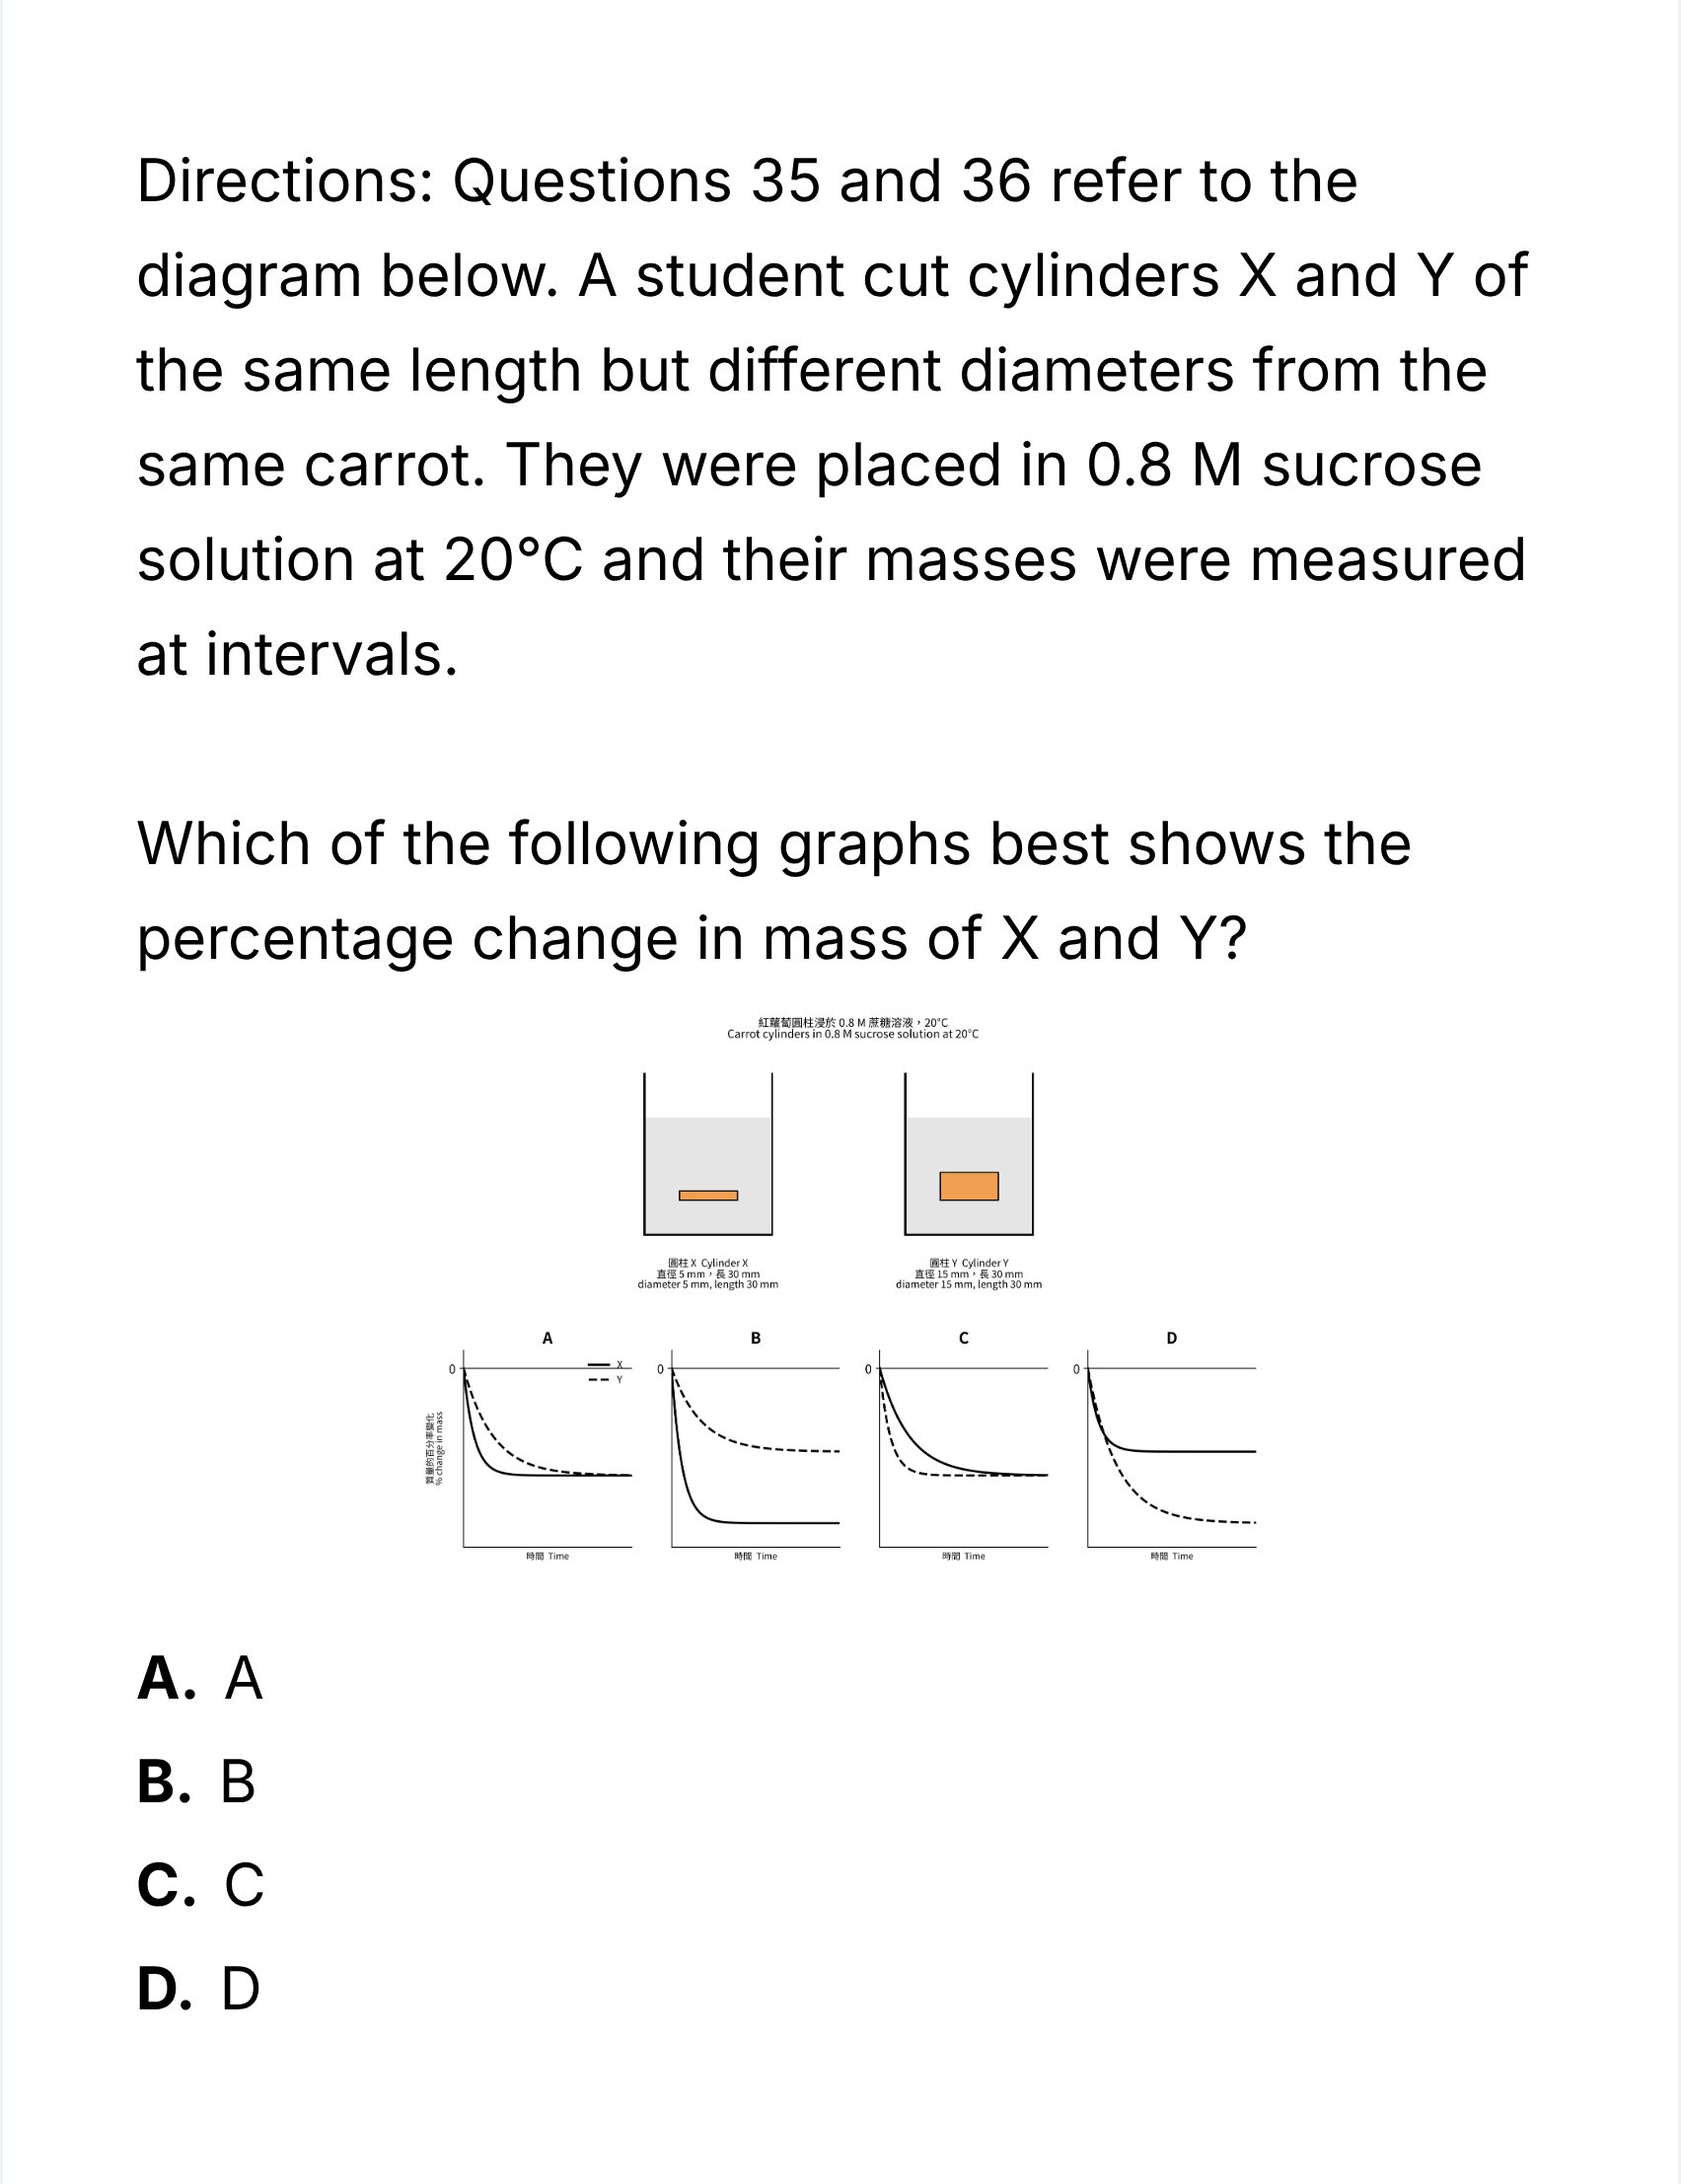 Directions: Questions 35 and 36 refer to the
diagram below. A student cut cylinders X and Y of
the same length but different diameters from the
same carrot. They were placed in 0.8 M sucrose
solution at 20°C and their masses were measured
at intervals.
Which of the following graphs best shows the
percentage change in mass of X and Y?
紅蘿蔔圓柱浸於 0.8 M 蔗糖溶液，20°C
Carrot cylinders in 0.8 M sucrose solution at 20°C
圓柱 X Cylinder X
直徑 5 mm，長 30 mm
diameter 5 mm, length 30 mm
圓柱 Y Cylinder Y
直徑 15 mm，長 30 mm
diameter 15 mm, length 30 mm
A
B
C
D
0
X
Y
0
0
0
質量的百分率變化
% change in mass
時間 Time
時間 Time
時間 Time
時間 Time
A. A
B. B
C. C
D. D